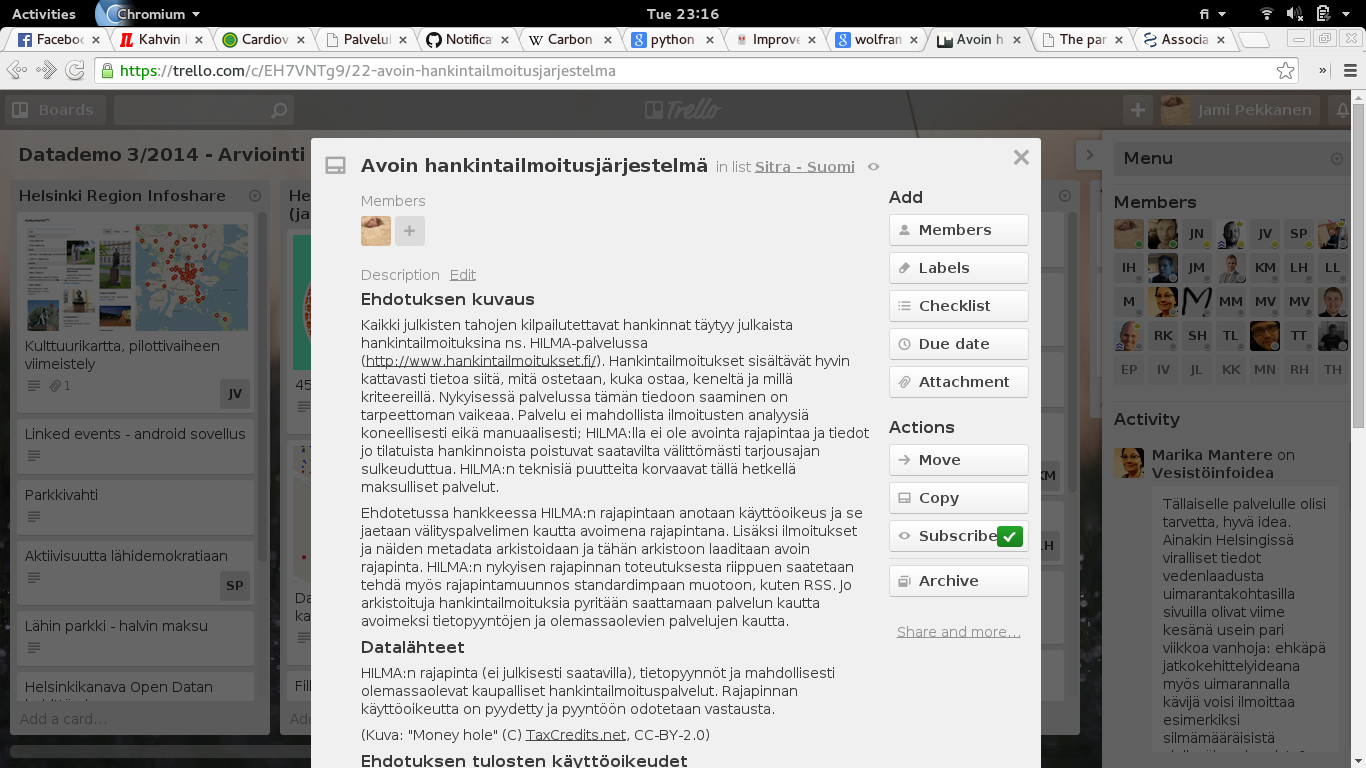 Activities
Chromium
Tue 23:16
fi
Faceboc
Kahvin
Cardiov
Palvelul
Notifica
Carbon
python
Improve
wolfran
Avoin h
The par
Associa
https://trello.com/c/EH7VNTg9/22-avoin-hankintailmoitusjarjestelma
»
Boards
Trello
Jami Pekkanen
Datademo 3/2014 - Arviointi
Helsinki Region Infoshare
Kulttuurikartta, pilottivaiheen
viimeistely
1
JV
Linked events - android sovellus
Parkkivahti
Aktiivisuutta lähidemokratiaan
SP
Lähin parkki - halvin maksu
Helsinkikanava Open Datan
Add a card…
He
(ja
45
Da
ka
Fill
Ad
Avoin hankintailmoitusjärjestelmä in list Sitra - Suomi
Members
Description Edit
Ehdotuksen kuvaus
Kaikki julkisten tahojen kilpailutettavat hankinnat täytyy julkaista
hankintailmoituksina ns. HILMA-palvelussa
(http://www.hankintailmoitukset.fi/). Hankintailmoitukset sisältävät hyvin
kattavasti tietoa siitä, mitä ostetaan, kuka ostaa, keneltä ja millä
kriteereillä. Nykyisessä palvelussa tämän tiedoon saaminen on
tarpeettoman vaikeaa. Palvelu ei mahdollista ilmoitusten analyysiä
koneellisesti eikä manuaalisesti; HILMA:lla ei ole avointa rajapintaa ja tiedot
jo tilatuista hankinnoista poistuvat saatavilta välittömästi tarjousajan
sulkeuduttua. HILMA:n teknisiä puutteita korvaavat tällä hetkellä
maksulliset palvelut.
Ehdotetussa hankkeessa HILMA:n rajapintaan anotaan käyttöoikeus ja se
jaetaan välityspalvelimen kautta avoimena rajapintana. Lisäksi ilmoitukset
ja näiden metadata arkistoidaan ja tähän arkistoon laaditaan avoin
rajapinta. HILMA:n nykyisen rajapinnan toteutuksesta riippuen saatetaan
tehdä myös rajapintamuunnos standardimpaan muotoon, kuten RSS. Jo
arkistoituja hankintailmoituksia pyritään saattamaan palvelun kautta
avoimeksi tietopyyntöjen ja olemassaolevien palvelujen kautta.
Datalähteet
HILMA:n rajapinta (ei julkisesti saatavilla), tietopyynnöt ja mahdollisesti
olemassaolevat kaupalliset hankintailmoituspalvelut. Rajapinnan
käyttöoikeutta on pyydetty ja pyyntöön odotetaan vastausta.
(Kuva: "Money hole" (C) TaxCredits.net, CC-BY-2.0)
Ehdotuksen tulosten käyttöoikeudet
Add
Members
Labels
Checklist
Due date
Attachment
Actions
Move
Copy
Subscribe
Archive
Share and more…
KM
LH
Menu
Members
JN JV SP
IH JM KM LH LL
M MM MV MV
RK SH TL TT
EP IV JL KK MN RH TH
Activity
Marika Mantere on
Vesistöinfoidea
Tällaiselle palvelulle olisi
tarvetta, hyvä idea.
Ainakin Helsingissä
viralliset tiedot
vedenlaadusta
uimarantakohtasilla
sivuilla olivat viime
kesänä usein pari
viikkoa vanhoja: ehkäpä
jatkokehittelyideana
myös uimarannalla
kävijä voisi ilmoittaa
esimerkiksi
silmämääräisistä